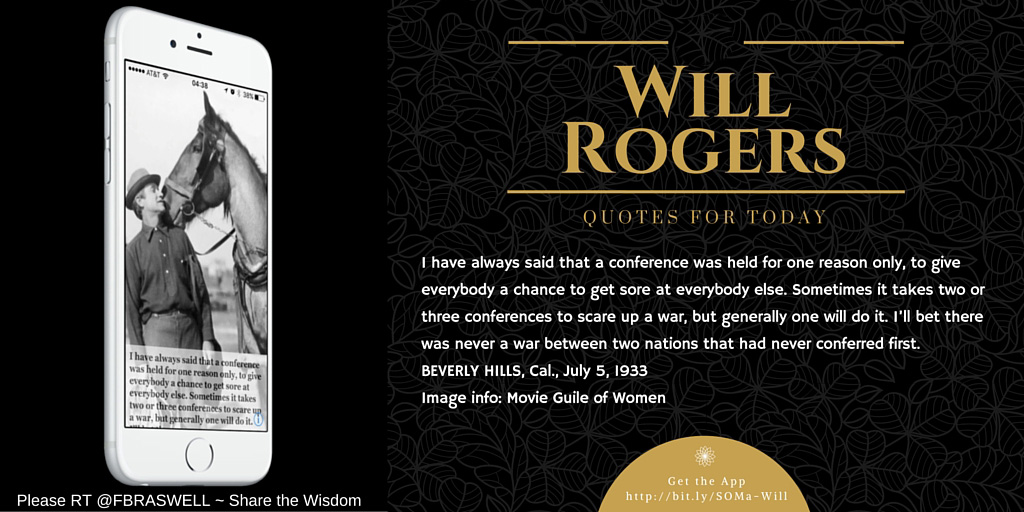 ●●●●● AT&T
04:38
38%
I have always said that a conference
was held for one reason only, to give
everybody a chance to get sore at
everybody else. Sometimes it takes
two or three conferences to scare up
a war, but generally one will do it.
Please RT @FBRASWELL ~ Share the Wisdom
WILL
ROGERS
QUOTES FOR TODAY
I have always said that a conference was held for one reason only, to give
everybody a chance to get sore at everybody else. Sometimes it takes two or
three conferences to scare up a war, but generally one will do it. I'll bet there
was never a war between two nations that had never conferred first.
BEVERLY HILLS, Cal., July 5, 1933
Image info: Movie Guile of Women
Get the App
http://bit.ly/SOMa-Will